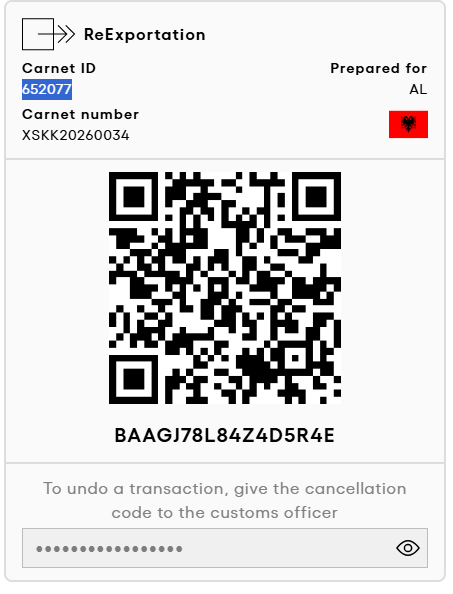 ReExportation
Carnet ID
Prepared for
652077
AL
Carnet number
XSKK20260034
BAAGJ78L84Z4D5R4E
To undo a transaction, give the cancellation
code to the customs officer
•••••••••••••••••